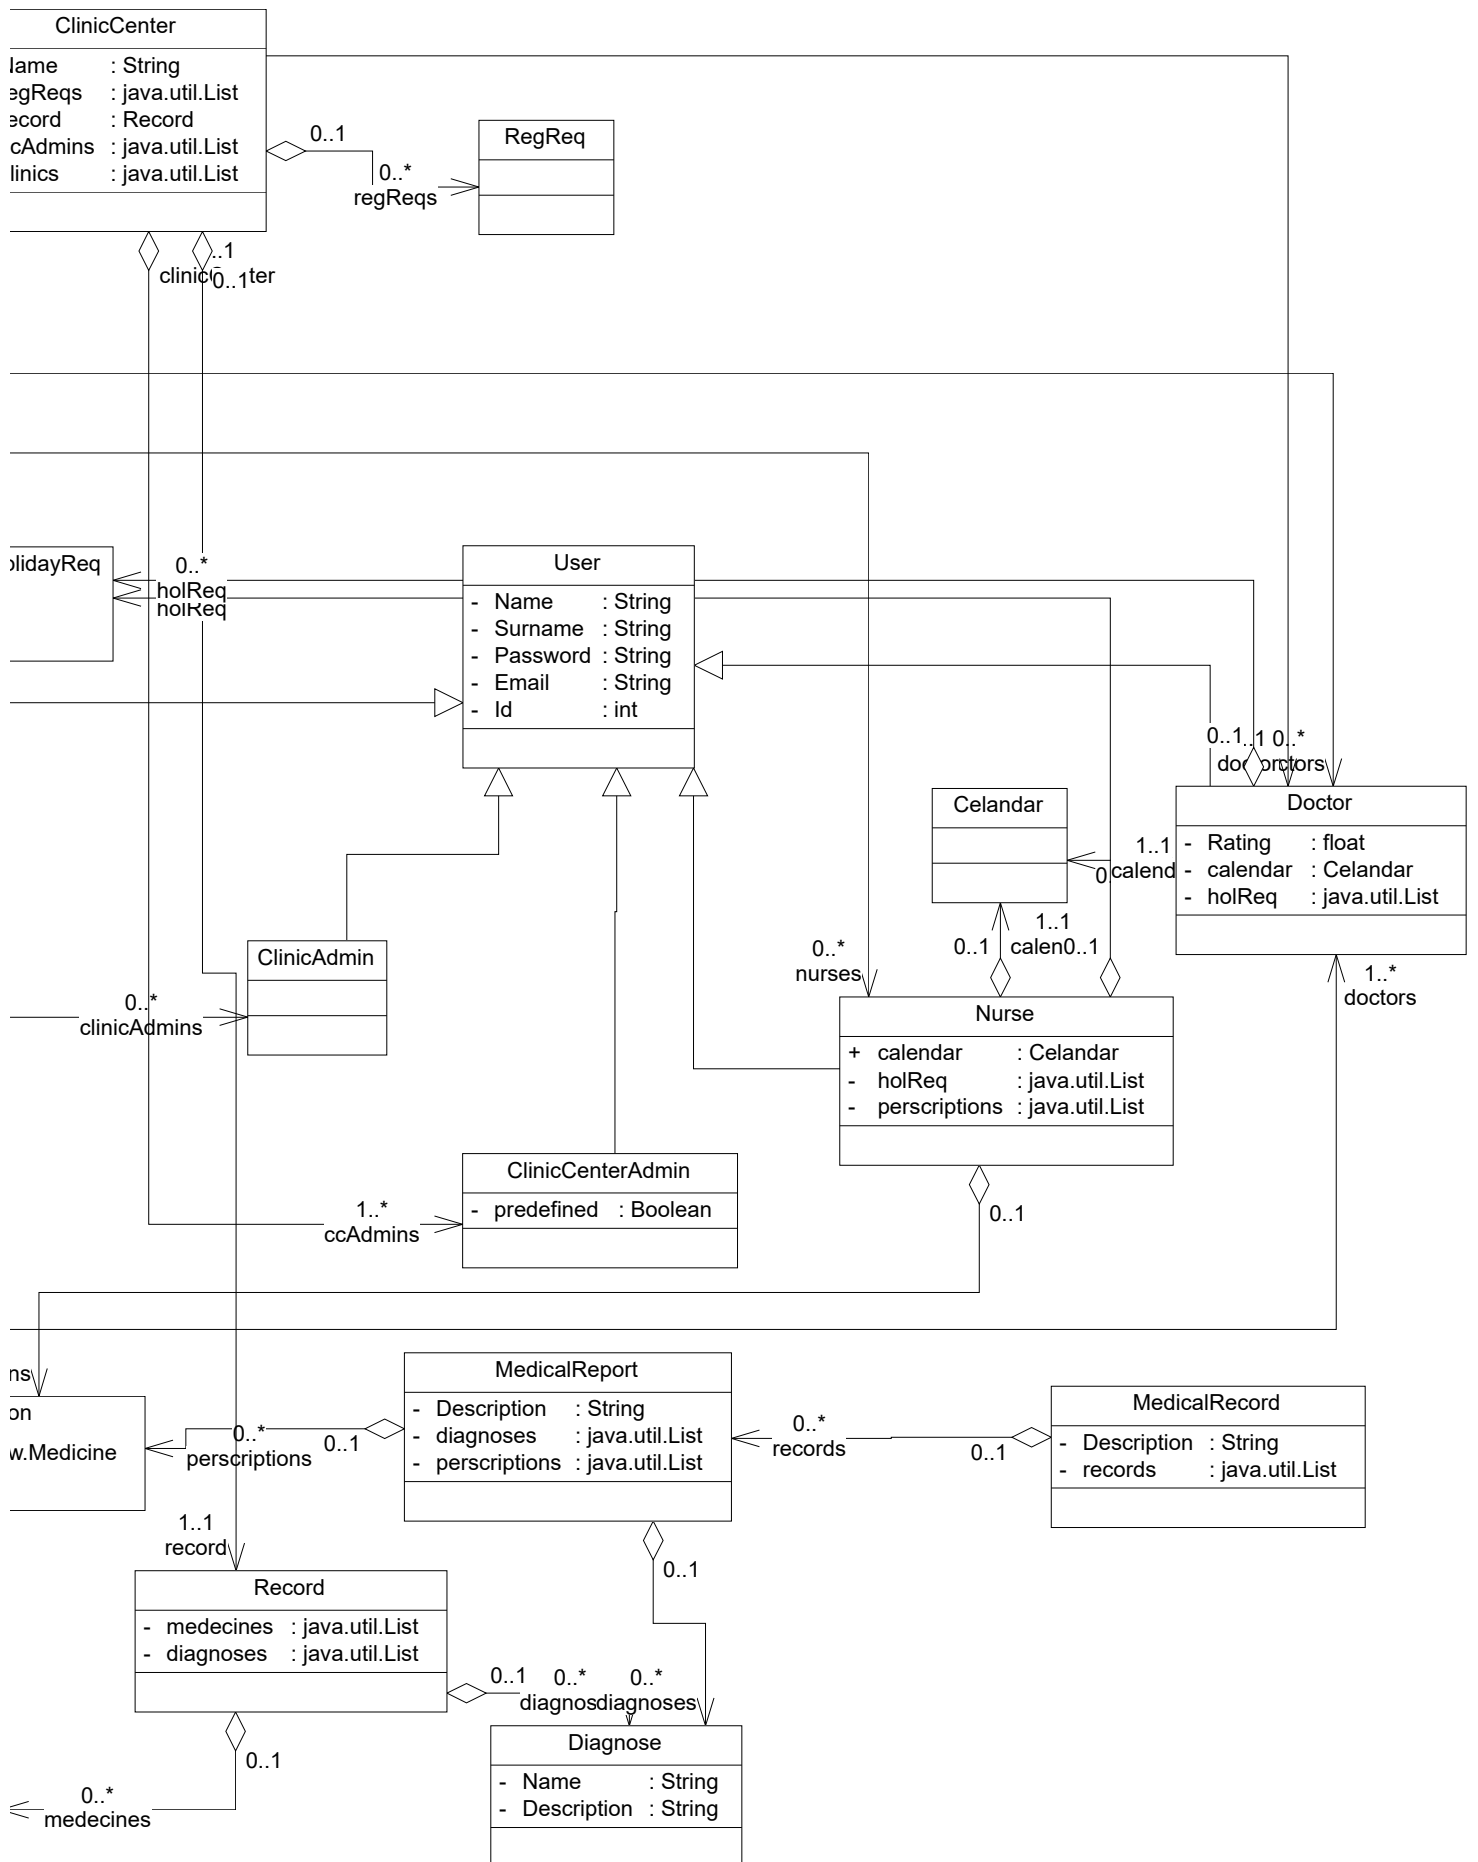 ClinicCenter
: String
: java.util.List
: Record
: java.util.List
: java.util.List
0..1
0..*
regReqs
RegReq
0..1
0..*
holReq
holReq
User
- Name : String
- Surname : String
- Password : String
- Email : String
- Id : int
0..1
0..*
Celandar
1..1
Doctor
- Rating : float
- calendar : Celandar
- holReq : java.util.List
1..*
doctors
0..1
1..1
0..1
0..*
nurses
Nurse
+ calendar : Celandar
- holReq : java.util.List
- perscriptions : java.util.List
0..1
ClinicAdmin
0..*
clinicAdmins
ClinicCenterAdmin
- predefined : Boolean
1..*
ccAdmins
MedicalReport
- Description : String
- diagnoses : java.util.List
- perscriptions : java.util.List
0..*
perscriptions
0..1
0..*
records
0..1
MedicalRecord
- Description : String
- records : java.util.List
0..1
1..1
record
Record
- medecines : java.util.List
- diagnoses : java.util.List
0..1
0..*
0..*
diagnoses
0..1
0..*
medecines
Diagnose
- Name : String
- Description : String